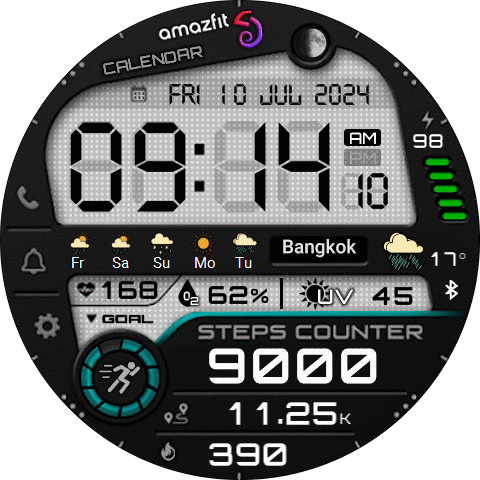 amazfit
CALENDAR
FRI 10 JUL 2024
09:14 AM
PM
10
98
Fr Sa Su Mo Tu
Bangkok
17°
168 O2 62% UV 45
GOAL
STEPS COUNTER
9000
11.25K
390